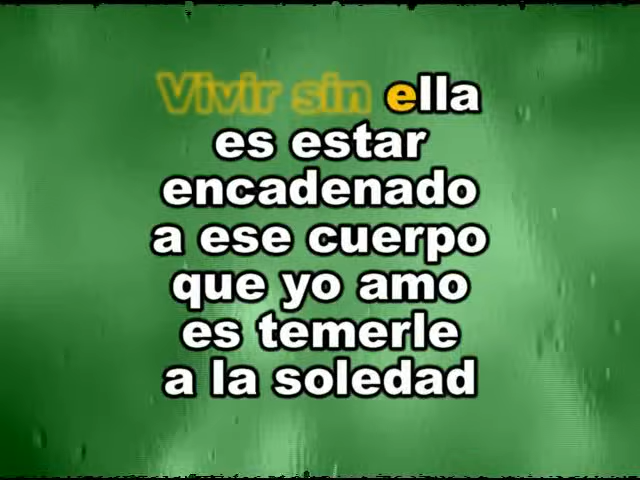 Vivir sin ella
es estar
encadenado
a ese cuerpo
que yo amo
es temerle
a la soledad